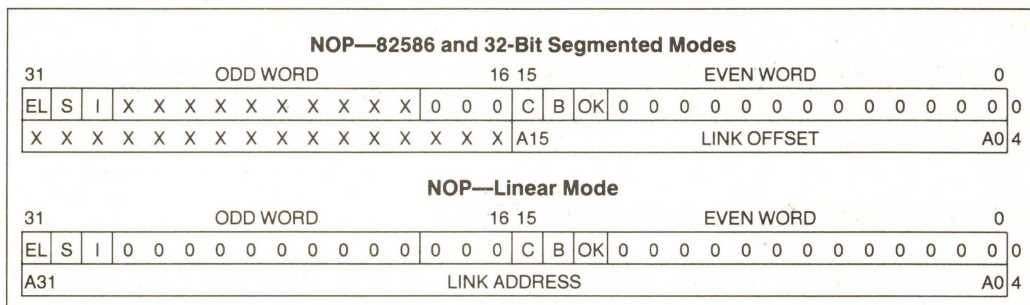 NOP—82586 and 32-Bit Segmented Modes
31 ODD WORD 16 15 EVEN WORD 0
EL S I X X X X X X X X X X 0 0 0 C B OK 0 0 0 0 0 0 0 0 0 0 0 0 0 0
X X X X X X X X X X X X X X X X A15 LINK OFFSET A0 4
NOP—Linear Mode
31 ODD WORD 16 15 EVEN WORD 0
EL S I 0 0 0 0 0 0 0 0 0 0 0 0 0 C B OK 0 0 0 0 0 0 0 0 0 0 0 0 0 0
A31 LINK ADDRESS A0 4